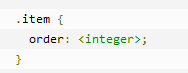 .item {
  order: <integer>;
}